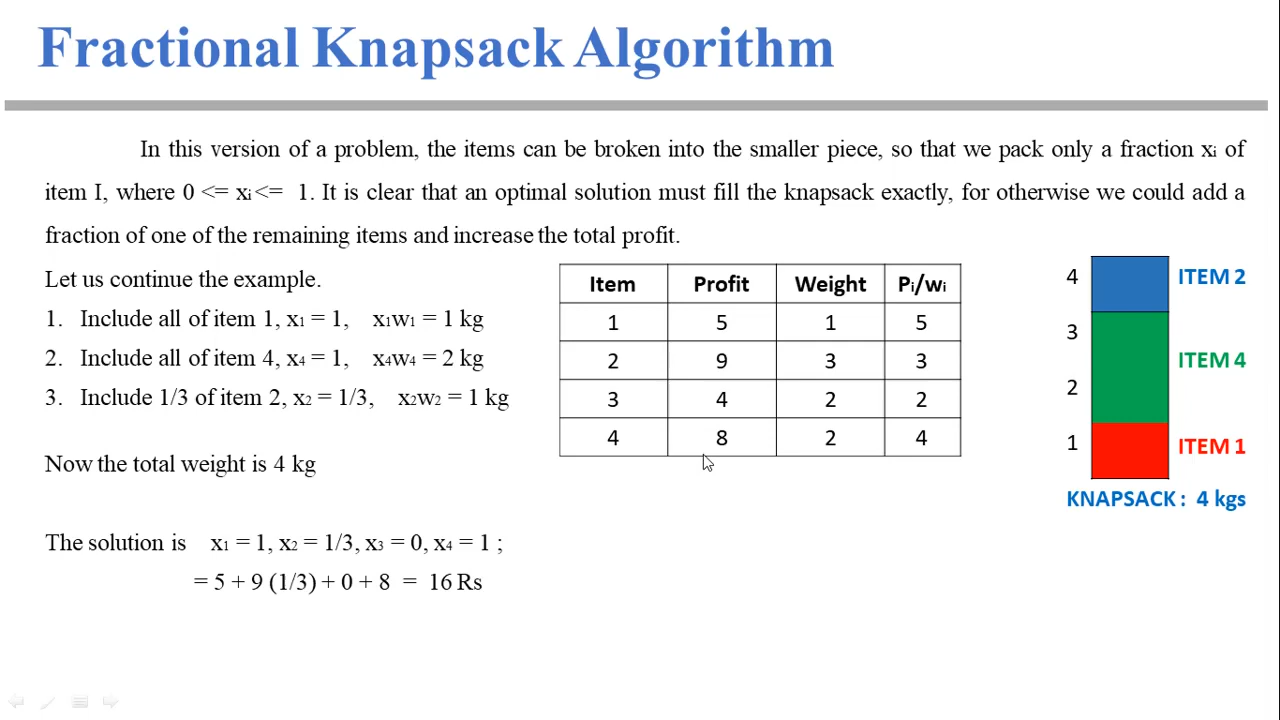 Fractional Knapsack Algorithm
In this version of a problem, the items can be broken into the smaller piece, so that we pack only a fraction xᵢ of
item I, where 0 <= xᵢ <= 1. It is clear that an optimal solution must fill the knapsack exactly, for otherwise we could add a
fraction of one of the remaining items and increase the total profit.
Let us continue the example.
1. Include all of item 1, x₁ = 1, x₁w₁ = 1 kg
2. Include all of item 4, x₄ = 1, x₄w₄ = 2 kg
3. Include 1/3 of item 2, x₂ = 1/3, x₂w₂ = 1 kg
Now the total weight is 4 kg
The solution is x₁ = 1, x₂ = 1/3, x₃ = 0, x₄ = 1 ;
= 5 + 9 (1/3) + 0 + 8 = 16 Rs
Item Profit Weight Pᵢ/wᵢ
1 5 1 5
2 9 3 3
3 4 2 2
4 8 2 4
4 ITEM 2
3
ITEM 4
2
1 ITEM 1
KNAPSACK : 4 kgs